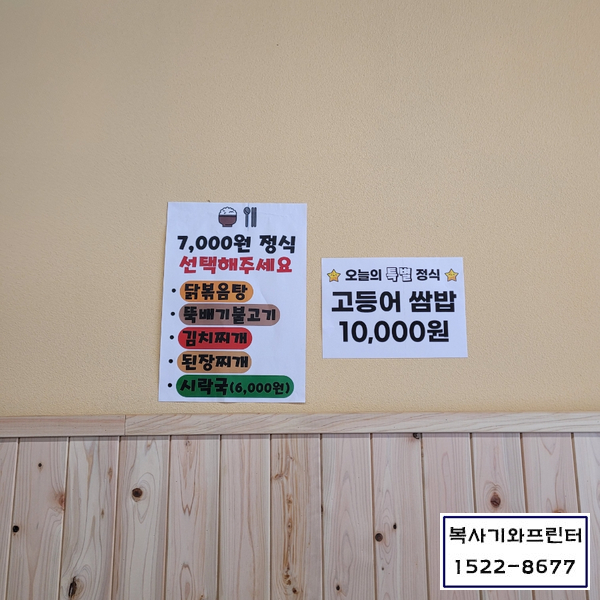 7,000원 정식
선택해주세요
• 닭볶음탕
• 뚝배기불고기
• 김치찌개
• 된장찌개
• 시락국(6,000원)
오늘의 특별 정식
고등어 쌈밥
10,000원
복사기와프린터
1522-8677